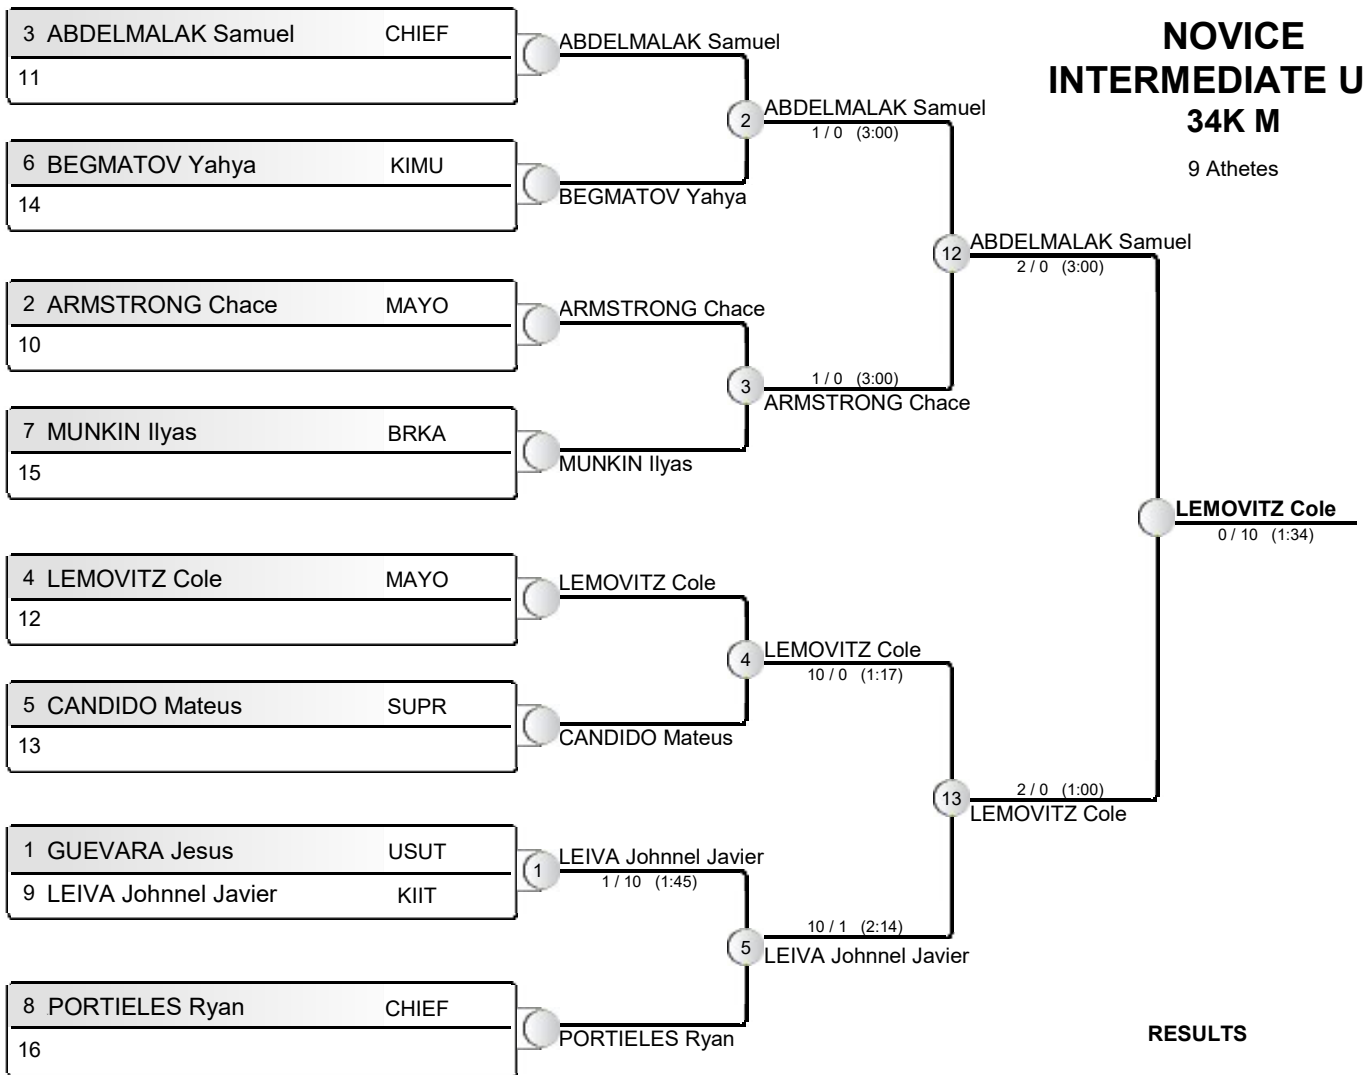 NOVICE
INTERMEDIATE U
34K M
9 Athetes
3 ABDELMALAK Samuel CHIEF
11
6 BEGMATOV Yahya KIMU
14
2 ARMSTRONG Chace MAYO
10
7 MUNKIN Ilyas BRKA
15
4 LEMOVITZ Cole MAYO
12
5 CANDIDO Mateus SUPR
13
1 GUEVARA Jesus USUT
9 LEIVA Johnnel Javier KIIT
8 PORTIELES Ryan CHIEF
16
ABDELMALAK Samuel
BEGMATOV Yahya
ARMSTRONG Chace
MUNKIN Ilyas
LEMOVITZ Cole
CANDIDO Mateus
1
LEIVA Johnnel Javier
1 / 10 (1:45)
PORTIELES Ryan
2
ABDELMALAK Samuel
1 / 0 (3:00)
3
1 / 0 (3:00)
ARMSTRONG Chace
4
LEMOVITZ Cole
10 / 0 (1:17)
5
10 / 1 (2:14)
LEIVA Johnnel Javier
12
ABDELMALAK Samuel
2 / 0 (3:00)
13
2 / 0 (1:00)
LEMOVITZ Cole
LEMOVITZ Cole
0 / 10 (1:34)
RESULTS